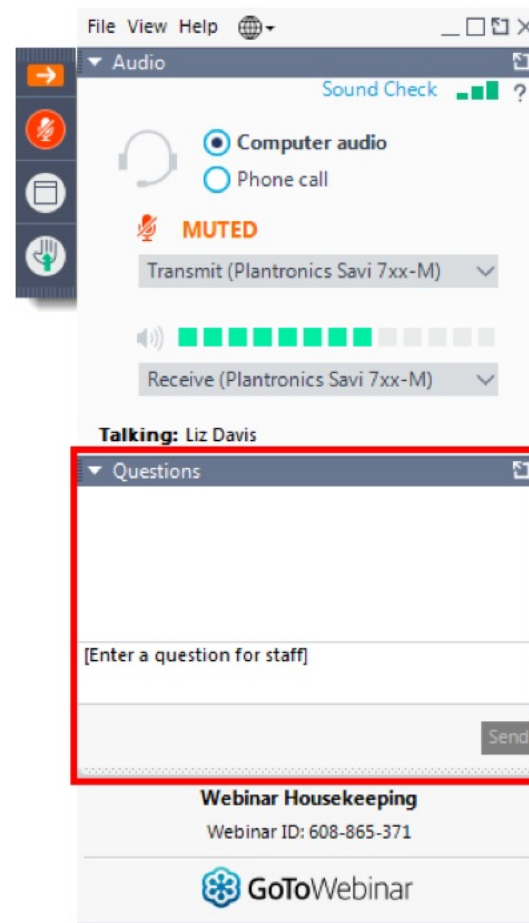 File View Help
Audio
Sound Check ?
Computer audio
Phone call
MUTED
Transmit (Plantronics Savi 7xx-M)
Receive (Plantronics Savi 7xx-M)
Talking: Liz Davis
Questions
[Enter a question for staff]
Send
Webinar Housekeeping
Webinar ID: 608-865-371
GoToWebinar